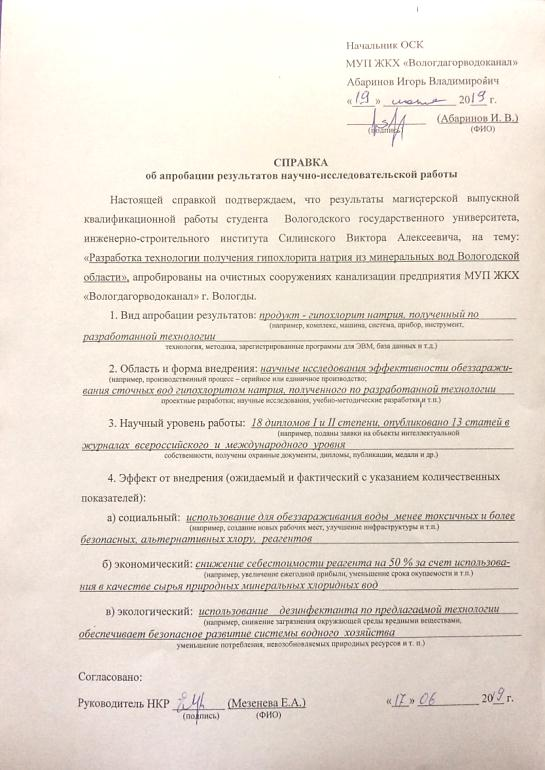 Начальник ОСК
МУП ЖКХ «Вологдагорводоканал»
Абаринов Игорь Владимирович
«19» июня 2019 г.
(Абаринов И. В.)
(подпись) (ФИО)
СПРАВКА
об апробации результатов научно-исследовательской работы
Настоящей справкой подтверждаем, что результаты магистерской выпускной
квалификационной работы студента Вологодского государственного университета,
инженерно-строительного института Силинского Виктора Алексеевича, на тему:
«Разработка технологии получения гипохлорита натрия из минеральных вод Вологодской
области», апробированы на очистных сооружениях канализации предприятия МУП ЖКХ
«Вологдагорводоканал» г. Вологды.
1. Вид апробации результатов: продукт - гипохлорит натрия, полученный по
(например, комплекс, машина, система, прибор, инструмент,
разработанной технологии
технология, методика, зарегистрированные программы для ЭВМ, база данных и т.д.)
2. Область и форма внедрения: научные исследования эффективности обеззаражи-
(например, производственный процесс – серийное или единичное производство;
вания сточных вод гипохлоритом натрия, полученного по разработанной технологии
проектные разработки; научные исследования, учебно-методические разработки и т.п.)
3. Научный уровень работы: 18 дипломов I и II степени, опубликовано 13 статей в
(например, поданы заявки на объекты интеллектуальной
журналах всероссийского и международного уровня
собственности, получены охранные документы, дипломы, публикации, медали и др.)
4. Эффект от внедрения (ожидаемый и фактический с указанием количественных
показателей):
а) социальный: использование для обеззараживания воды менее токсичных и более
(например, создание новых рабочих мест, улучшение инфраструктуры и т.п.)
безопасных, альтернативных хлору, реагентов
б) экономический: снижение себестоимости реагента на 50 % за счет использова-
(например, увеличение ежегодной прибыли, уменьшение срока окупаемости и т.п.)
ния в качестве сырья природных минеральных хлоридных вод
в) экологический: использование дезинфектанта по предлагаемой технологии
(например, снижение загрязнения окружающей среды вредными веществами,
обеспечивает безопасное развитие системы водного хозяйства
уменьшение потребления, невозобновляемых природных ресурсов и т. п.)
Согласовано:
Руководитель НКР (Мезенева Е.А.) «17» 06 2019 г.
(подпись) (ФИО)